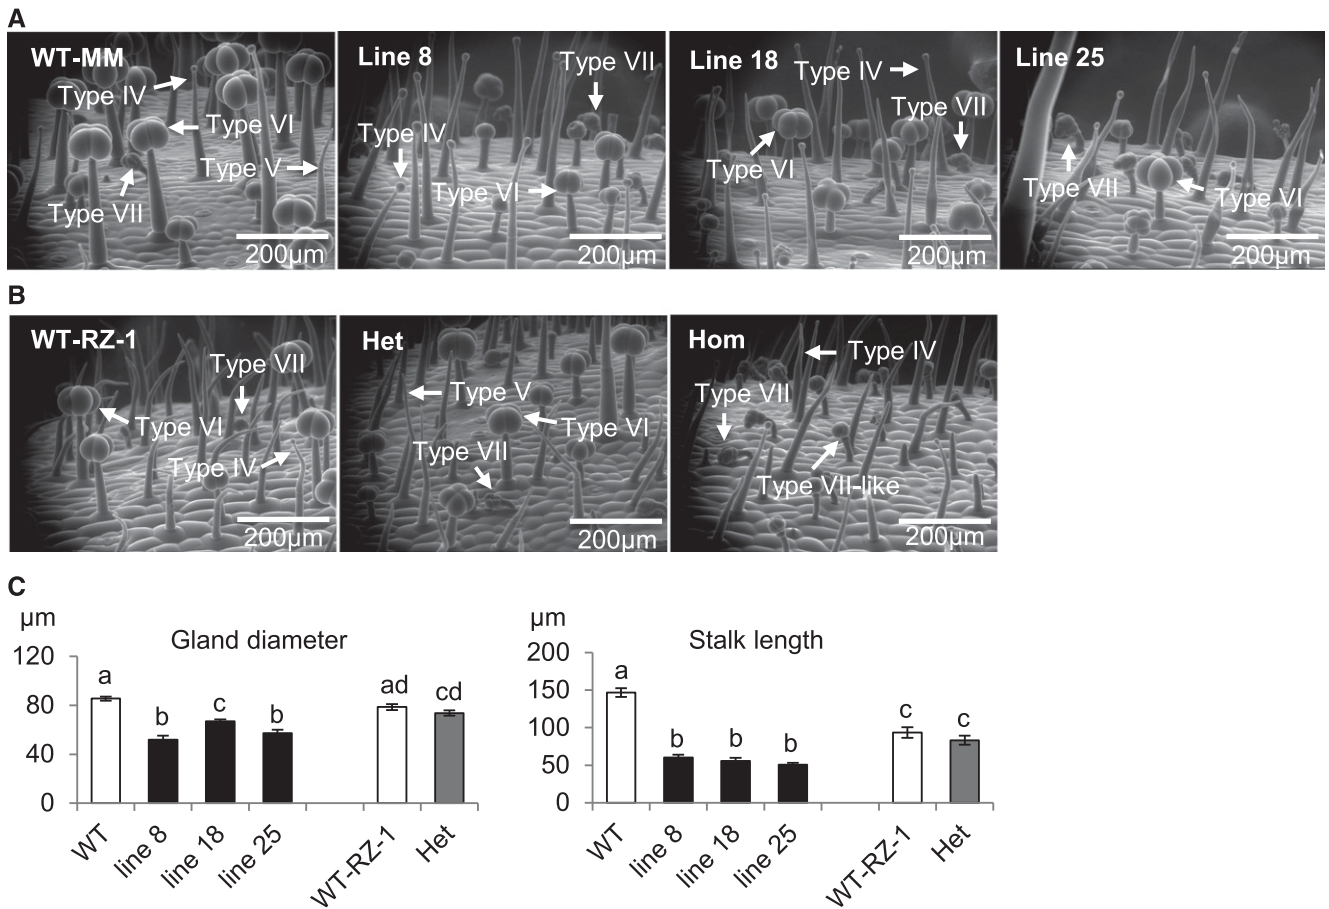 A
WT-MM
Type IV
Type VI
Type V
Type VII
200µm
Line 8
Type VII
Type IV
Type VI
200µm
Line 18
Type IV
Type VII
Type VI
200µm
Line 25
Type VII
Type VI
200µm
B
WT-RZ-1
Type VII
Type VI
Type IV
200µm
Het
Type V
Type VI
Type VII
200µm
Hom
Type IV
Type VII
Type VII-like
200µm
C
µm
Gland diameter
120
80
40
0
a
b
c
b
ad
cd
WT
line 8
line 18
line 25
WT-RZ-1
Het
µm
Stalk length
200
150
100
50
0
a
b
b
b
c
c
WT
line 8
line 18
line 25
WT-RZ-1
Het